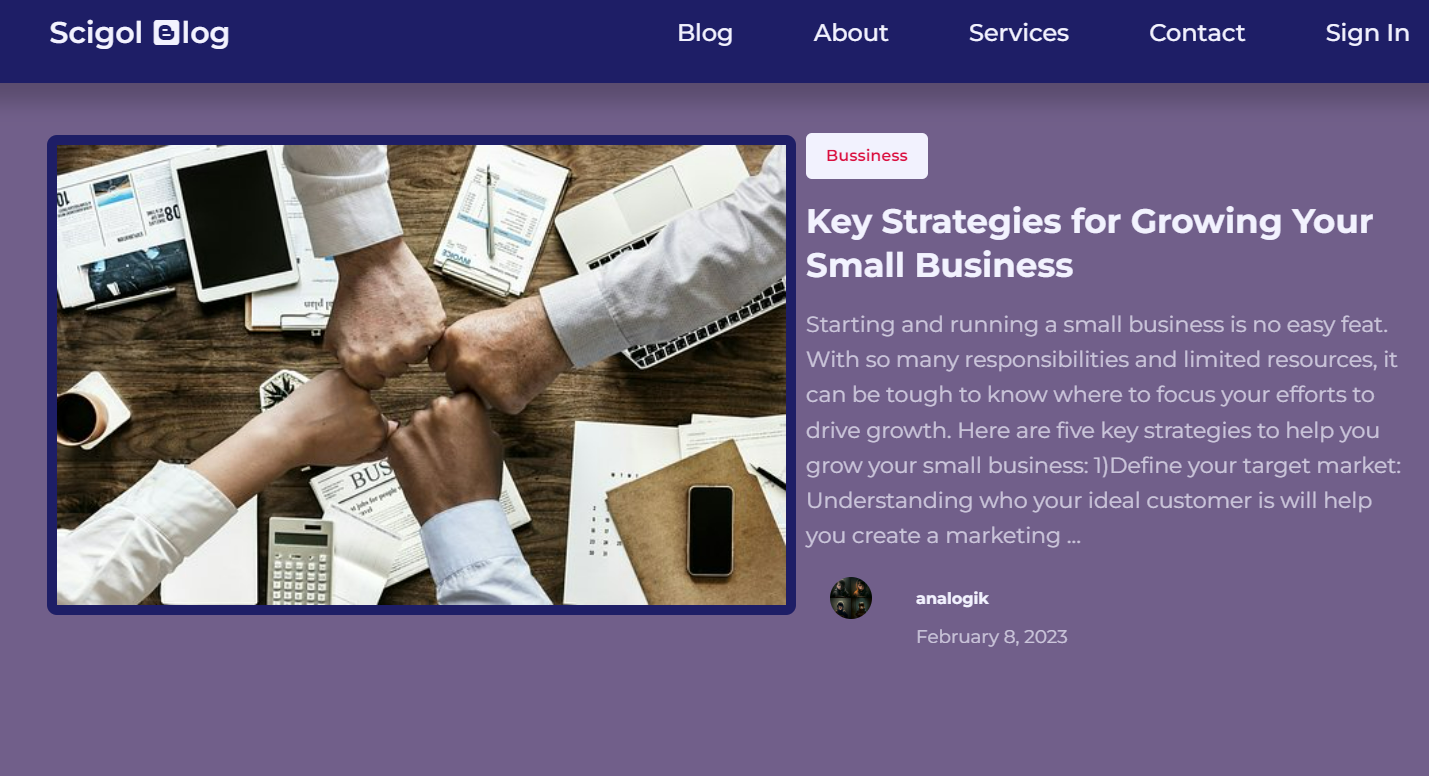 Scigol Blog
Blog
About
Services
Contact
Sign In
Bussiness
Key Strategies for Growing Your
Small Business
Starting and running a small business is no easy feat.
With so many responsibilities and limited resources, it
can be tough to know where to focus your efforts to
drive growth. Here are five key strategies to help you
grow your small business: 1)Define your target market:
Understanding who your ideal customer is will help
you create a marketing ...
analogik
February 8, 2023
INVOICE
BUS